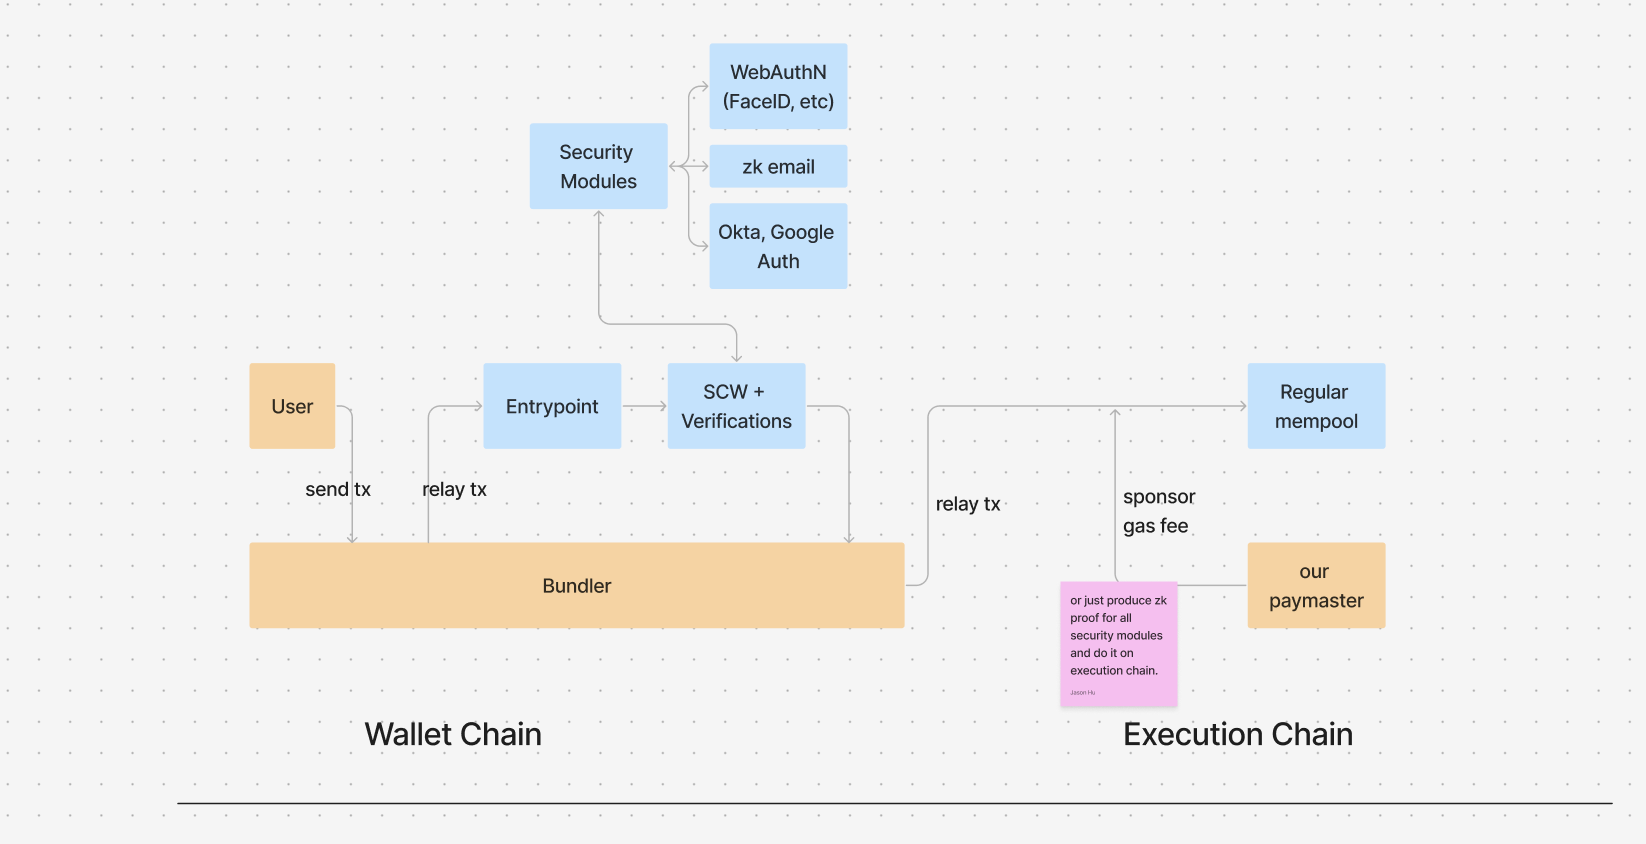 WebAuthN
(FaceID, etc)
Security
Modules
zk email
Okta, Google
Auth
User
Entrypoint
SCW +
Verifications
Regular
mempool
send tx
relay tx
relay tx
sponsor
gas fee
Bundler
our
paymaster
or just produce zk
proof for all
security modules
and do it on
execution chain.
Jason Hu
Wallet Chain
Execution Chain